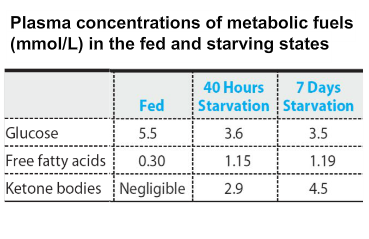 Plasma concentrations of metabolic fuels
(mmol/L) in the fed and starving states
40 Hours 7 Days
Fed Starvation Starvation
Glucose 5.5 3.6 3.5
Free fatty acids 0.30 1.15 1.19
Ketone bodies Negligible 2.9 4.5